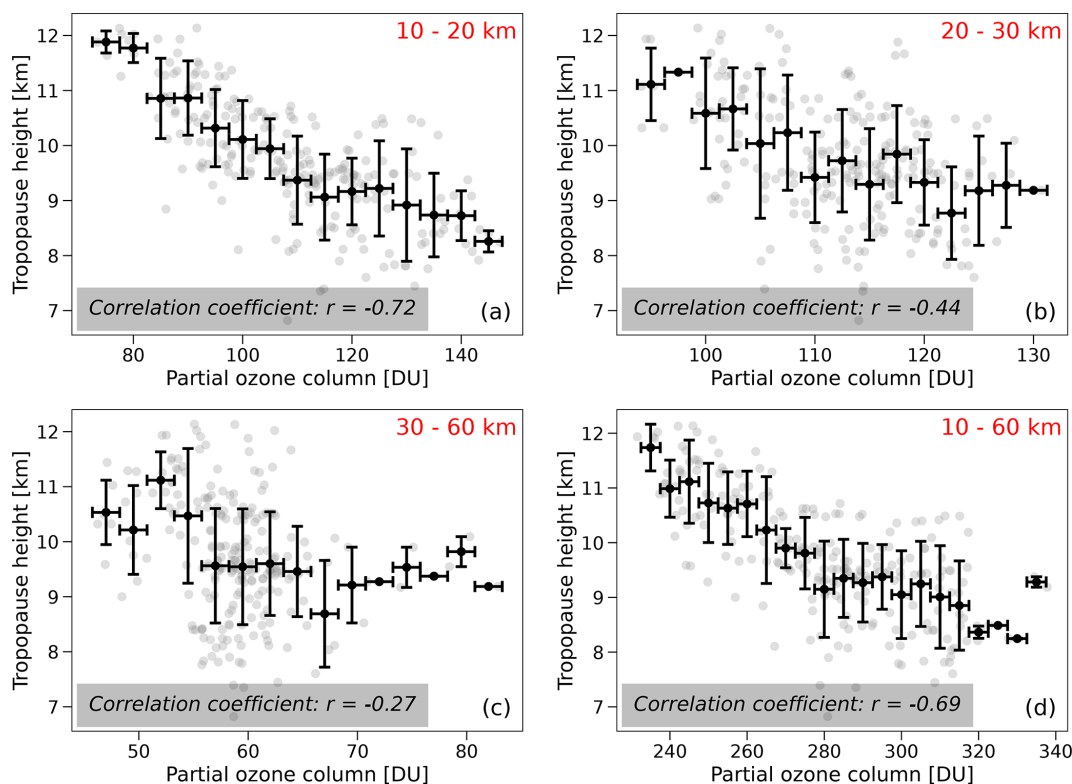 10 - 20 km
12
11
10
9
8
7
Tropopause height [km]
Correlation coefficient: r = -0.72
(a)
80 100 120 140
Partial ozone column [DU]
20 - 30 km
12
11
10
9
8
7
Tropopause height [km]
Correlation coefficient: r = -0.44
(b)
100 110 120 130
Partial ozone column [DU]
30 - 60 km
12
11
10
9
8
7
Tropopause height [km]
Correlation coefficient: r = -0.27
(c)
50 60 70 80
Partial ozone column [DU]
10 - 60 km
12
11
10
9
8
7
Tropopause height [km]
Correlation coefficient: r = -0.69
(d)
240 260 280 300 320 340
Partial ozone column [DU]